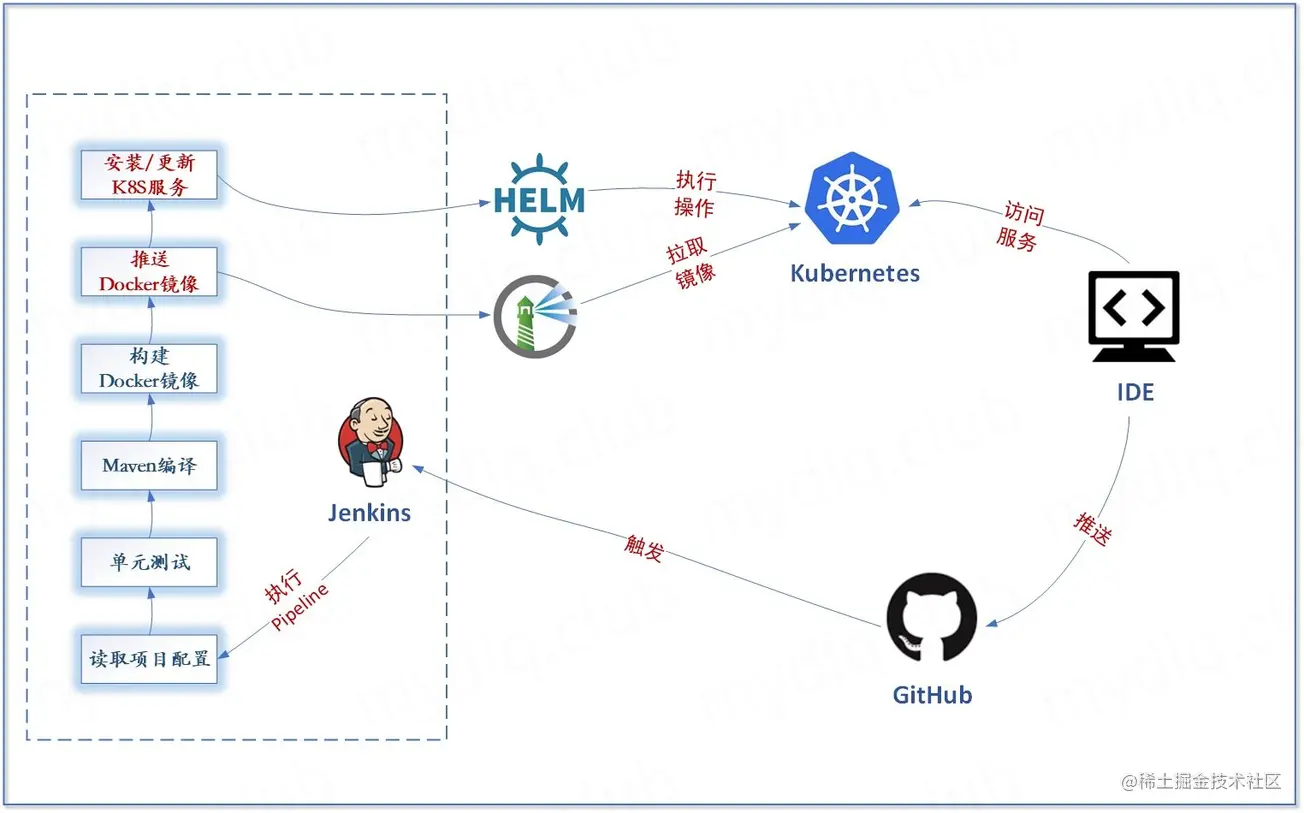 安装/更新
K8S服务
推送
Docker镜像
构建
Docker镜像
Maven编译
单元测试
读取项目配置
执行
Pipeline
Jenkins
HELM
执行
操作
拉取
镜像
Kubernetes
访问
服务
IDE
推送
触发
GitHub
@稀土掘金技术社区
mydlq.club